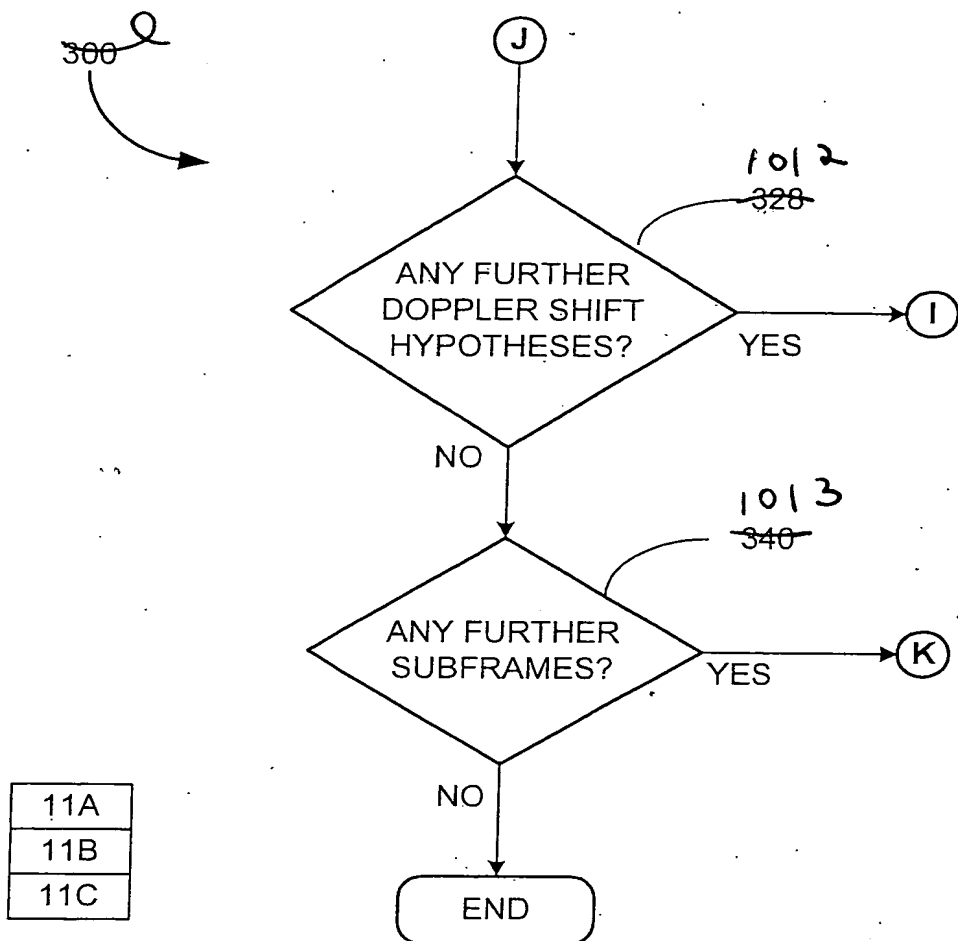 300
J
1012
328
ANY FURTHER
DOPPLER SHIFT
HYPOTHESES?
YES
I
NO
1013
340
ANY FURTHER
SUBFRAMES?
YES
K
NO
11A
11B
11C
END